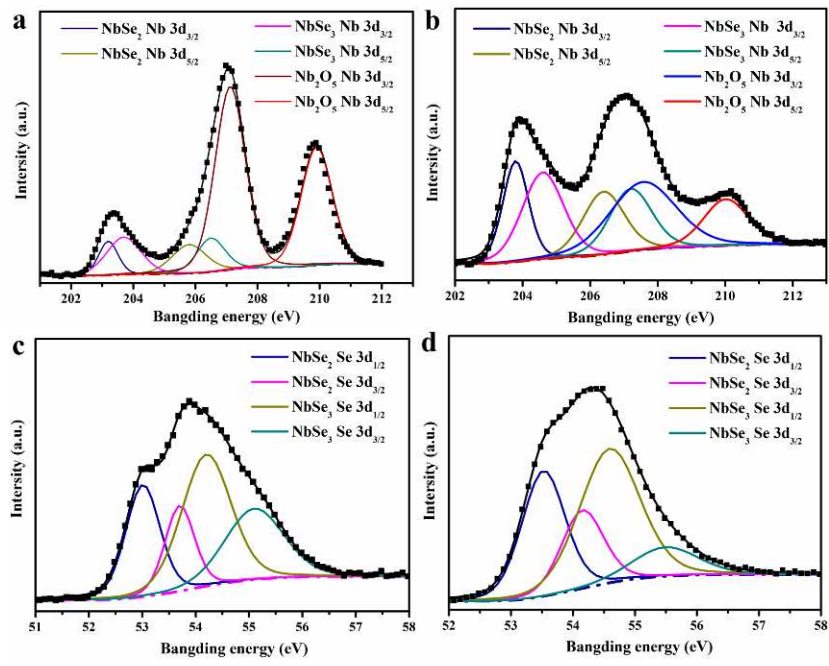 a
NbSe₂ Nb 3d₃/₂
NbSe₂ Nb 3d₅/₂
NbSe₃ Nb 3d₃/₂
NbSe₃ Nb 3d₅/₂
Nb₂O₅ Nb 3d₃/₂
Nb₂O₅ Nb 3d₅/₂
Intersity (a.u.)
202 204 206 208 210 212
Bangding energy (eV)
b
NbSe₂ Nb 3d₃/₂
NbSe₂ Nb 3d₅/₂
NbSe₃ Nb 3d₃/₂
NbSe₃ Nb 3d₅/₂
Nb₂O₅ Nb 3d₃/₂
Nb₂O₅ Nb 3d₅/₂
Intersity (a.u.)
202 204 206 208 210 212
Bangding energy (eV)
c
NbSe₂ Se 3d₁/₂
NbSe₂ Se 3d₃/₂
NbSe₃ Se 3d₁/₂
NbSe₃ Se 3d₃/₂
Intersity (a.u.)
51 52 53 54 55 56 57 58
Bangding energy (eV)
d
NbSe₂ Se 3d₁/₂
NbSe₂ Se 3d₃/₂
NbSe₃ Se 3d₁/₂
NbSe₃ Se 3d₃/₂
Intersity (a.u.)
52 53 54 55 56 57 58
Bangding energy (eV)